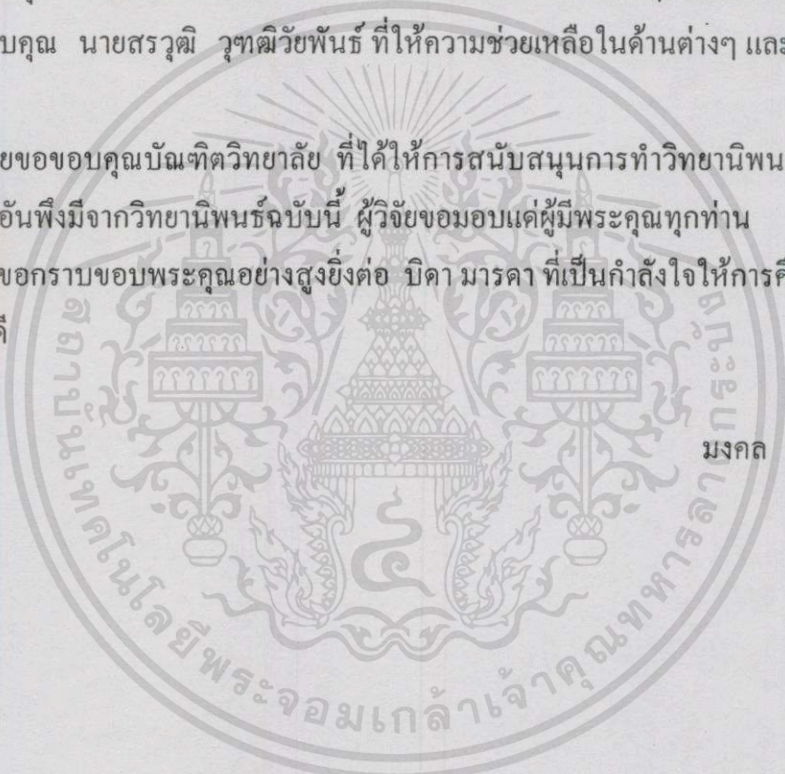 บคุณ นายสรวุฒิ วุฑฒิวัยพันธ์ ที่ให้ความช่วยเหลือในด้านต่างๆ และ
ยขอขอบคุณบัณฑิตวิทยาลัย ที่ได้ให้การสนับสนุนการทำวิทยานิพน
อันพึงมีจากวิทยานิพนธ์ฉบับนี้ ผู้วิจัยขอมอบแด่ผู้มีพระคุณทุกท่าน
ขอกราบขอบพระคุณอย่างสูงยิ่งต่อ บิดา มารดา ที่เป็นกำลังใจให้การศึ
ดี
มงคล
สถาบันเทคโนโลยีพระจอมเกล้าเจ้าคุณทหารลาดกระบัง